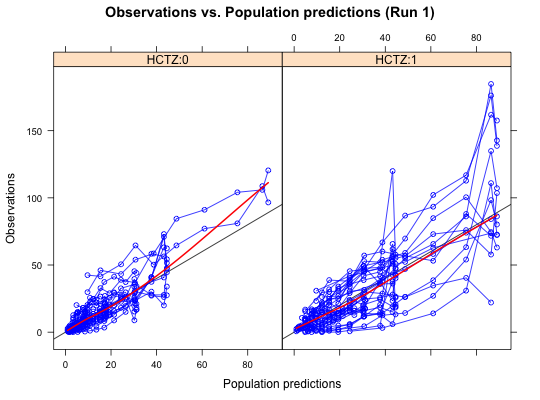 Observations vs. Population predictions (Run 1)
0 20 40 60 80
HCTZ:0 HCTZ:1
150
100
50
0
Observations
0 20 40 60 80
Population predictions